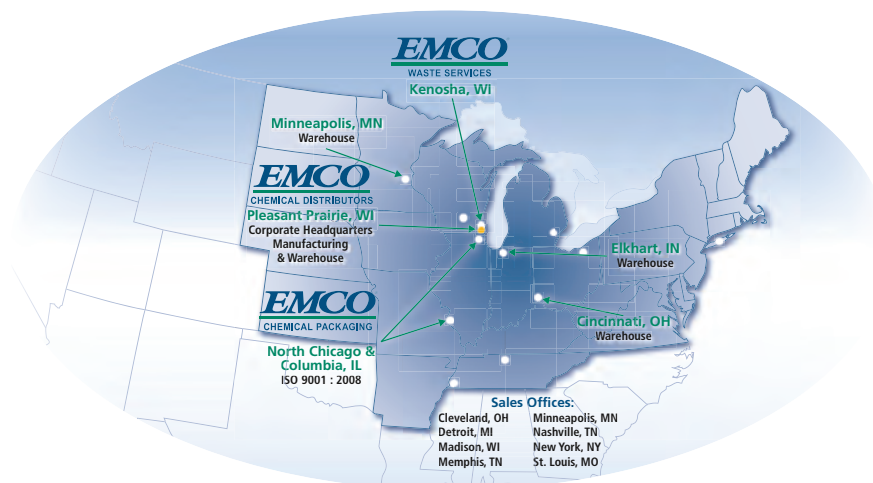 EMCO
WASTE SERVICES
Kenosha, WI
Minneapolis, MN
Warehouse
EMCO
CHEMICAL DISTRIBUTORS
Pleasant Prairie, WI
Corporate Headquarters
Manufacturing
& Warehouse
Elkhart, IN
Warehouse
EMCO
CHEMICAL PACKAGING
North Chicago &
Columbia, IL
ISO 9001 : 2008
Cincinnati, OH
Warehouse
Sales Offices:
Cleveland, OH
Detroit, MI
Madison, WI
Memphis, TN
Minneapolis, MN
Nashville, TN
New York, NY
St. Louis, MO